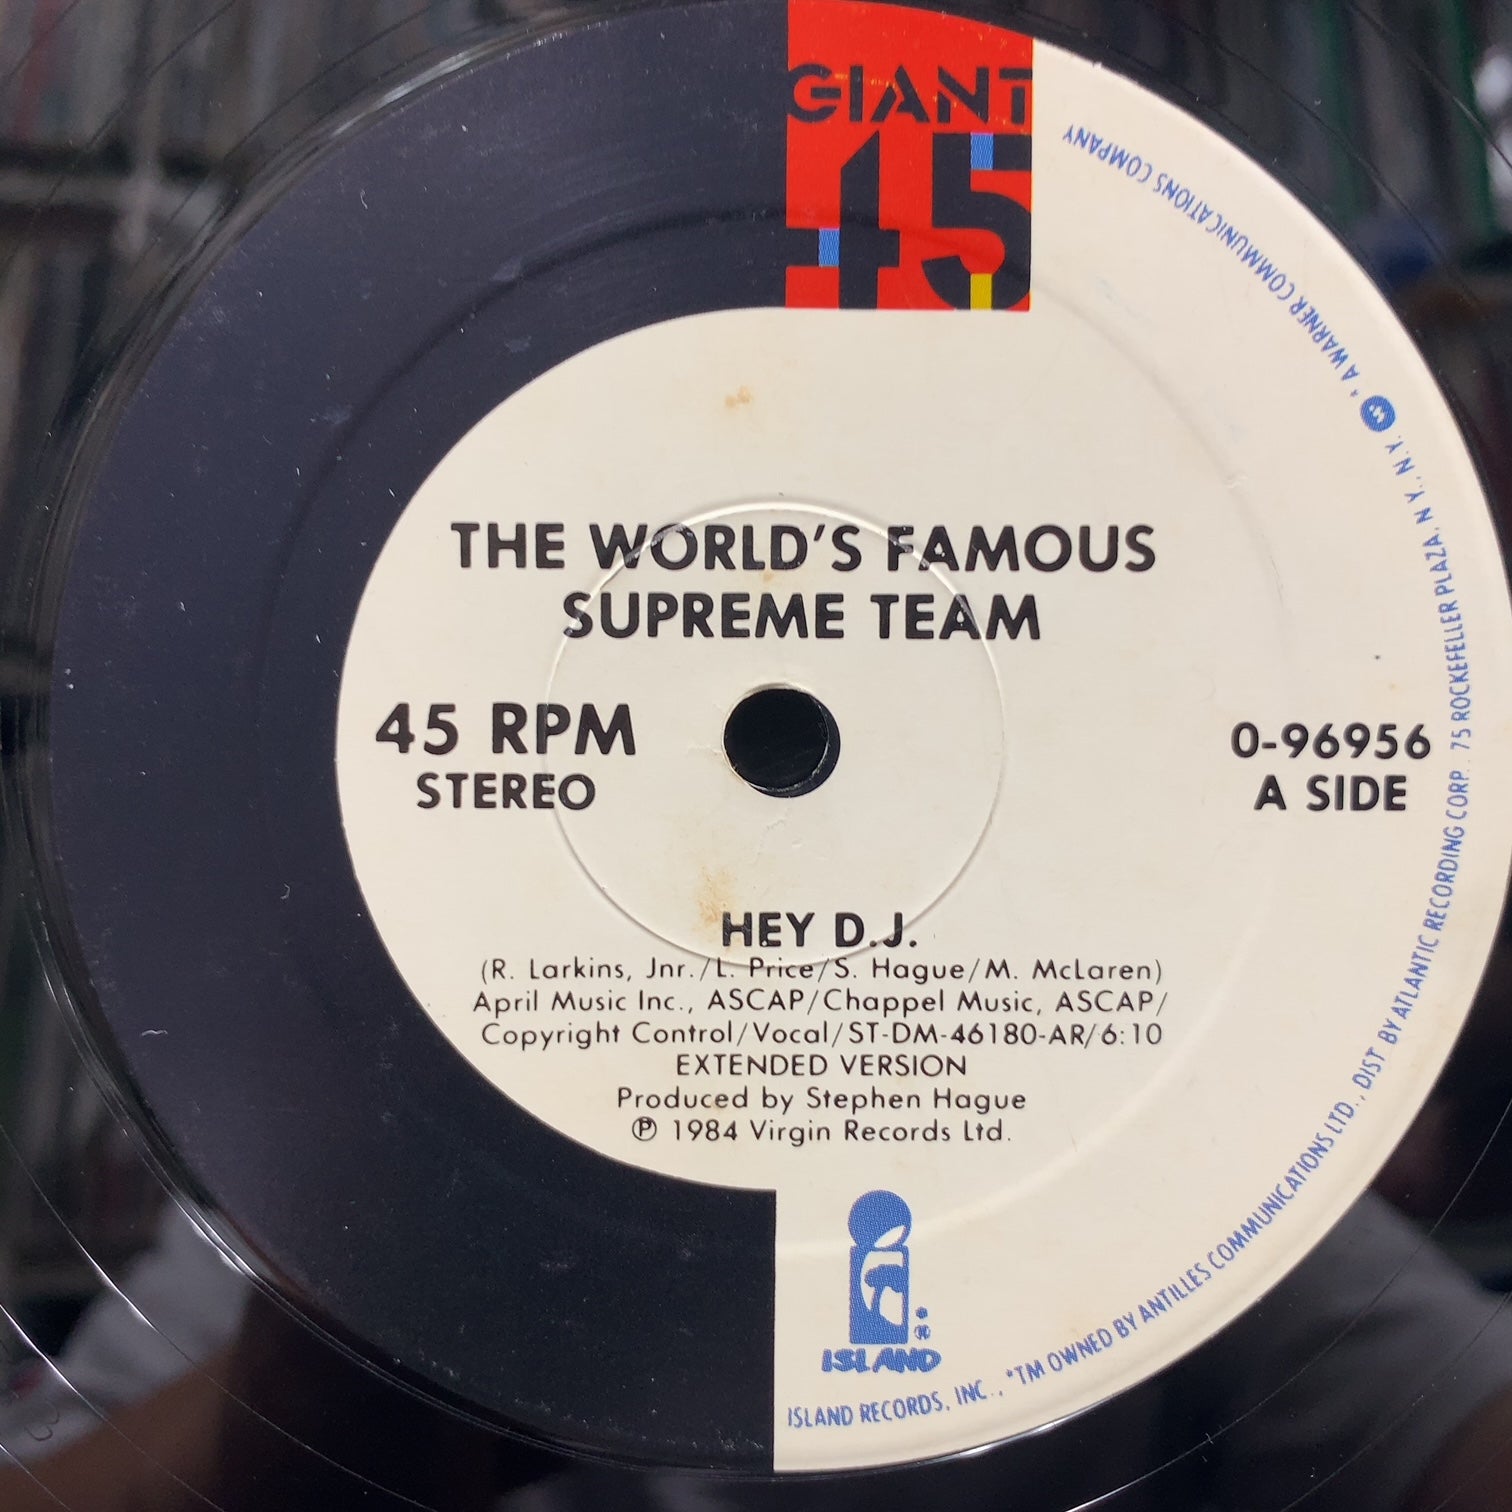 GIANT
45
THE WORLD'S FAMOUS
SUPREME TEAM
45 RPM
STEREO
0-96956
A SIDE
HEY D.J.
(R. Larkins, Jnr./L. Price/S. Hague/M. McLaren)
April Music Inc., ASCAP/Chappel Music, ASCAP/
Copyright Control/Vocal/ST-DM-46180-AR/6:10
EXTENDED VERSION
Produced by Stephen Hague
℗ 1984 Virgin Records Ltd.
ISLAND
ISLAND RECORDS, INC., *TM OWNED BY ANTILLES COMMUNICATIONS LTD., DIST BY ATLANTIC RECORDING CORP., 75 ROCKEFELLER PLAZA, N.Y., N.Y. W * A WARNER COMMUNICATIONS COMPANY